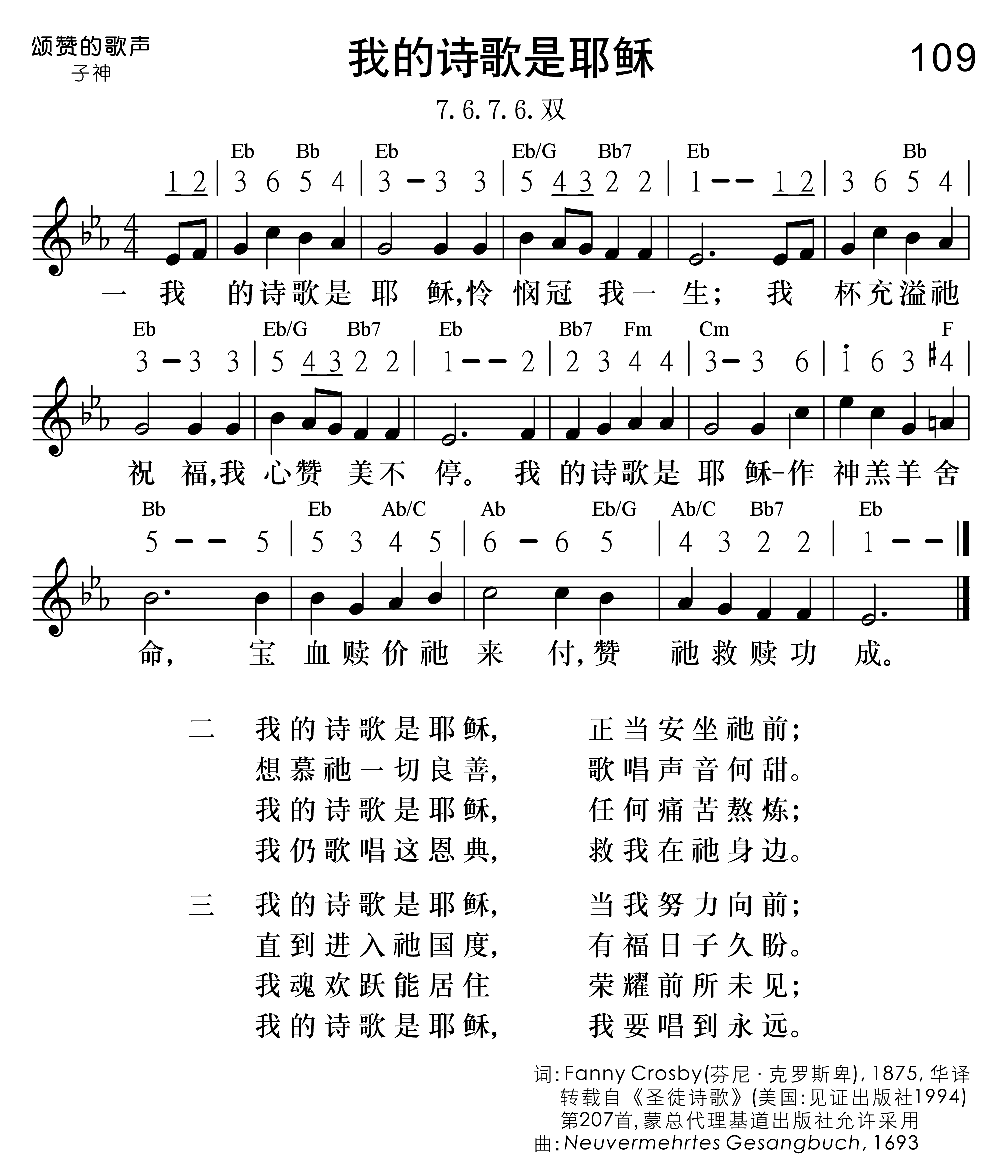 颂赞的歌声
子神
我的诗歌是耶稣
109
7.6.7.6.双
Eb Bb Eb Eb/G Bb7 Eb Bb
1 2 | 3 6 5 4 | 3 - 3 3 | 5 4 3 2 2 | 1 - - 1 2 | 3 6 5 4 |
4
4
一 我 的诗歌是 耶 稣,怜 悯冠 我一 生; 我 杯充溢祂
Eb Eb/G Bb7 Eb Bb7 Fm Cm F
3 - 3 3 | 5 4 3 2 2 | 1 - - 2 | 2 3 4 4 | 3 - 3 6 | i 6 3 #4 |
祝 福,我 心赞 美不 停。 我 的诗歌是 耶 稣-作 神羔羊舍
Bb Eb Ab/C Ab Eb/G Ab/C Bb7 Eb
5 - - 5 | 5 3 4 5 | 6 - 6 5 | 4 3 2 2 | 1 - - |
命, 宝 血赎价祂 来 付,赞 祂救赎功 成。
二 我的诗歌是耶稣, 正当安坐祂前;
想慕祂一切良善, 歌唱声音何甜。
我的诗歌是耶稣, 任何痛苦熬炼;
我仍歌唱这恩典, 救我在祂身边。
三 我的诗歌是耶稣, 当我努力向前;
直到进入祂国度, 有福日子久盼。
我魂欢跃能居住 荣耀前所未见;
我的诗歌是耶稣, 我要唱到永远。
词: Fanny Crosby(芬尼·克罗斯卑), 1875, 华译
转载自《圣徒诗歌》(美国:见证出版社1994)
第207首,蒙总代理基道出版社允许采用
曲: Neuvermehrtes Gesangbuch, 1693